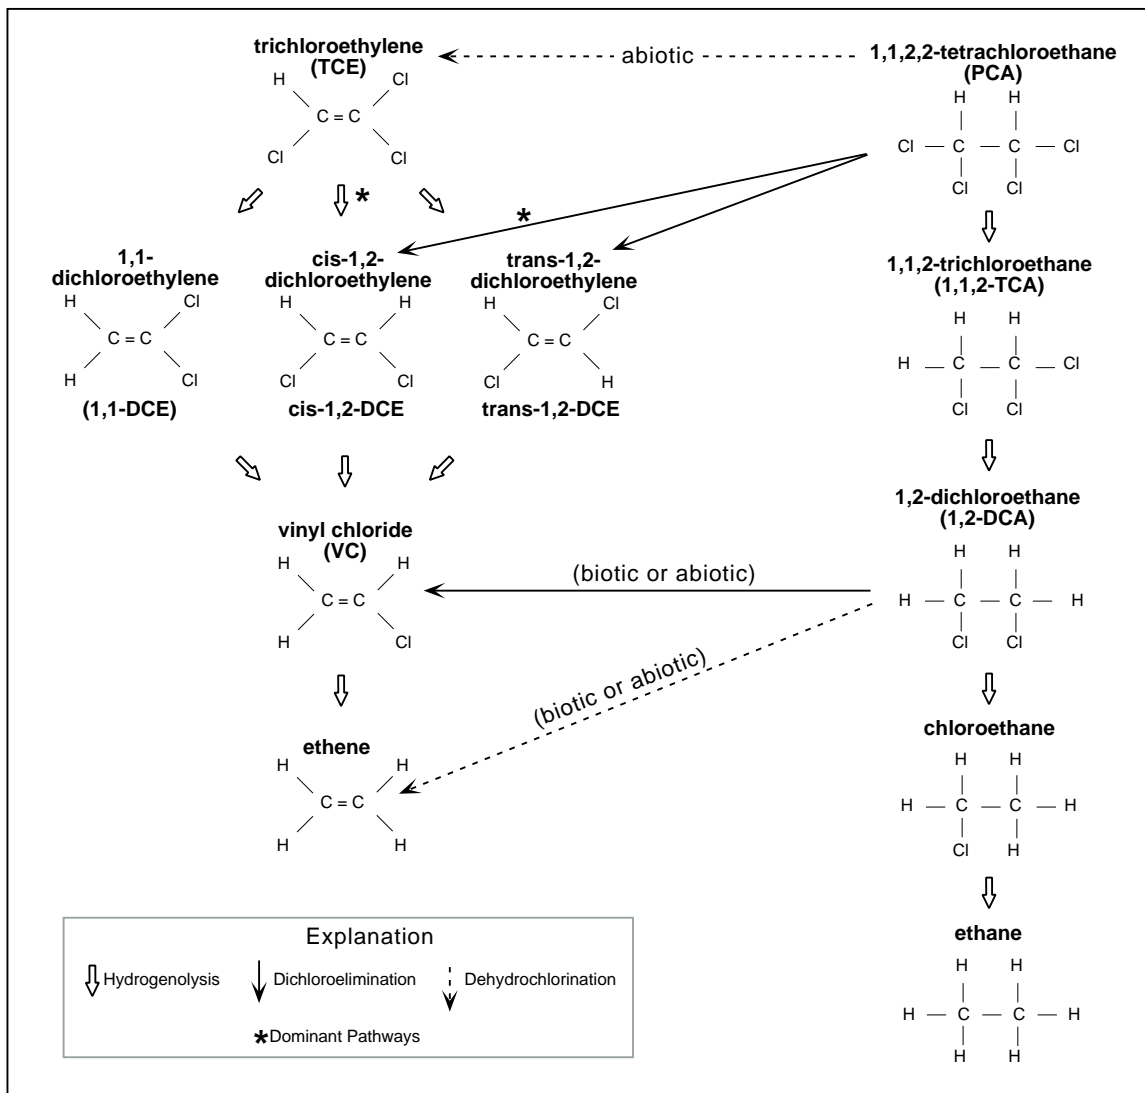 trichloroethylene
(TCE)
H
Cl
C = C
Cl
Cl
abiotic
1,1,2,2-tetrachloroethane
(PCA)
H
H
Cl
C
C
Cl
Cl
Cl
*
*
1,1-
dichloroethylene
H
Cl
C = C
H
Cl
(1,1-DCE)
cis-1,2-
dichloroethylene
H
H
C = C
Cl
Cl
cis-1,2-DCE
trans-1,2-
dichloroethylene
H
Cl
C = C
Cl
H
trans-1,2-DCE
1,1,2-trichloroethane
(1,1,2-TCA)
H
H
H
C
C
Cl
Cl
Cl
vinyl chloride
(VC)
H
H
C = C
H
Cl
(biotic or abiotic)
1,2-dichloroethane
(1,2-DCA)
H
H
H
C
C
H
Cl
Cl
(biotic or abiotic)
ethene
H
H
C = C
H
H
chloroethane
H
H
H
C
C
H
Cl
H
ethane
H
H
H
C
C
H
H
H
Explanation
Hydrogenolysis
Dichloroelimination
Dehydrochlorination
*Dominant Pathways